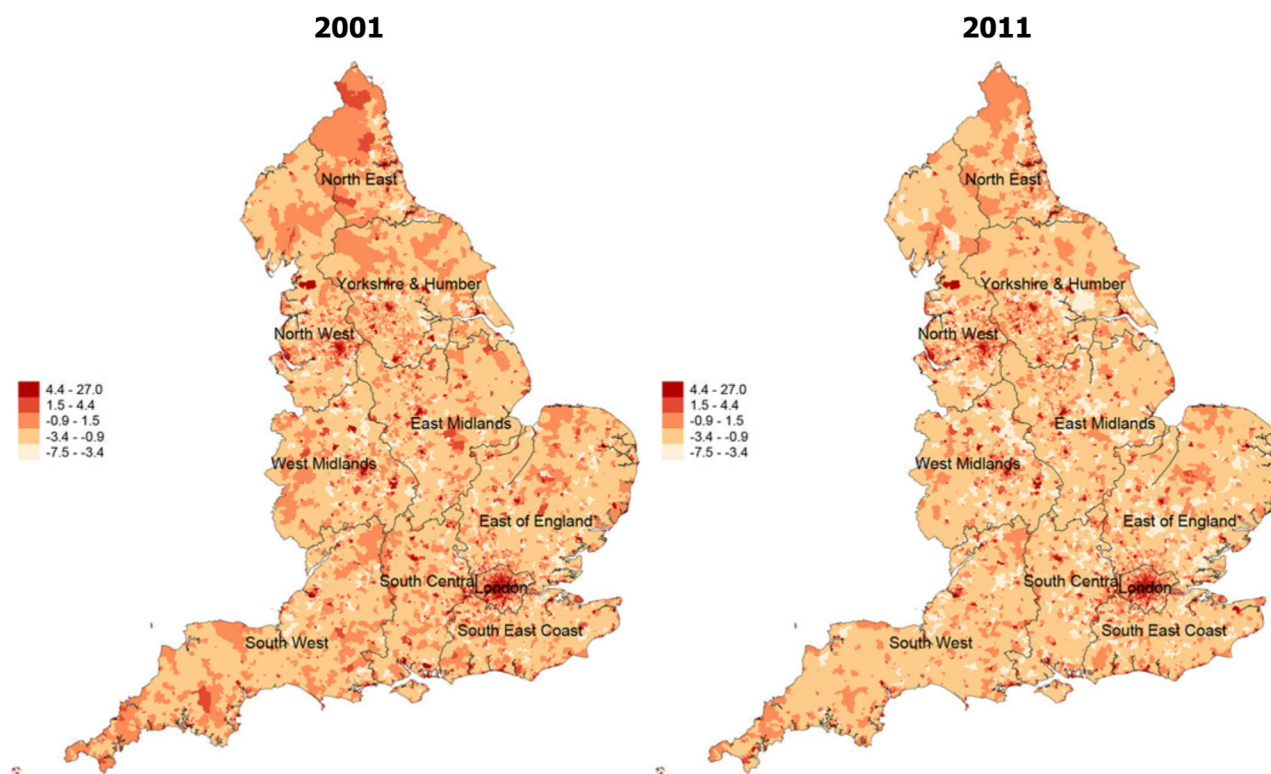 2001
2011
North East
Yorkshire & Humber
North West
East Midlands
West Midlands
East of England
South Central
London
South East Coast
South West
4.4 - 27.0
1.5 - 4.4
-0.9 - 1.5
-3.4 - -0.9
-7.5 - -3.4
North East
Yorkshire & Humber
North West
East Midlands
West Midlands
East of England
South Central
London
South East Coast
South West
4.4 - 27.0
1.5 - 4.4
-0.9 - 1.5
-3.4 - -0.9
-7.5 - -3.4